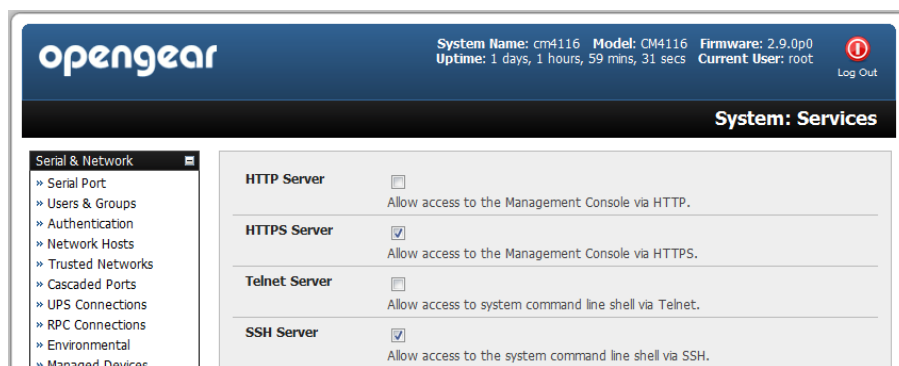 opengear
System Name: cm4116 Model: CM4116 Firmware: 2.9.0p0
Uptime: 1 days, 1 hours, 59 mins, 31 secs Current User: root
Log Out
System: Services
Serial & Network
» Serial Port
» Users & Groups
» Authentication
» Network Hosts
» Trusted Networks
» Cascaded Ports
» UPS Connections
» RPC Connections
» Environmental
» Managed Devices
HTTP Server
Allow access to the Management Console via HTTP.
HTTPS Server
Allow access to the Management Console via HTTPS.
Telnet Server
Allow access to system command line shell via Telnet.
SSH Server
Allow access to the system command line shell via SSH.